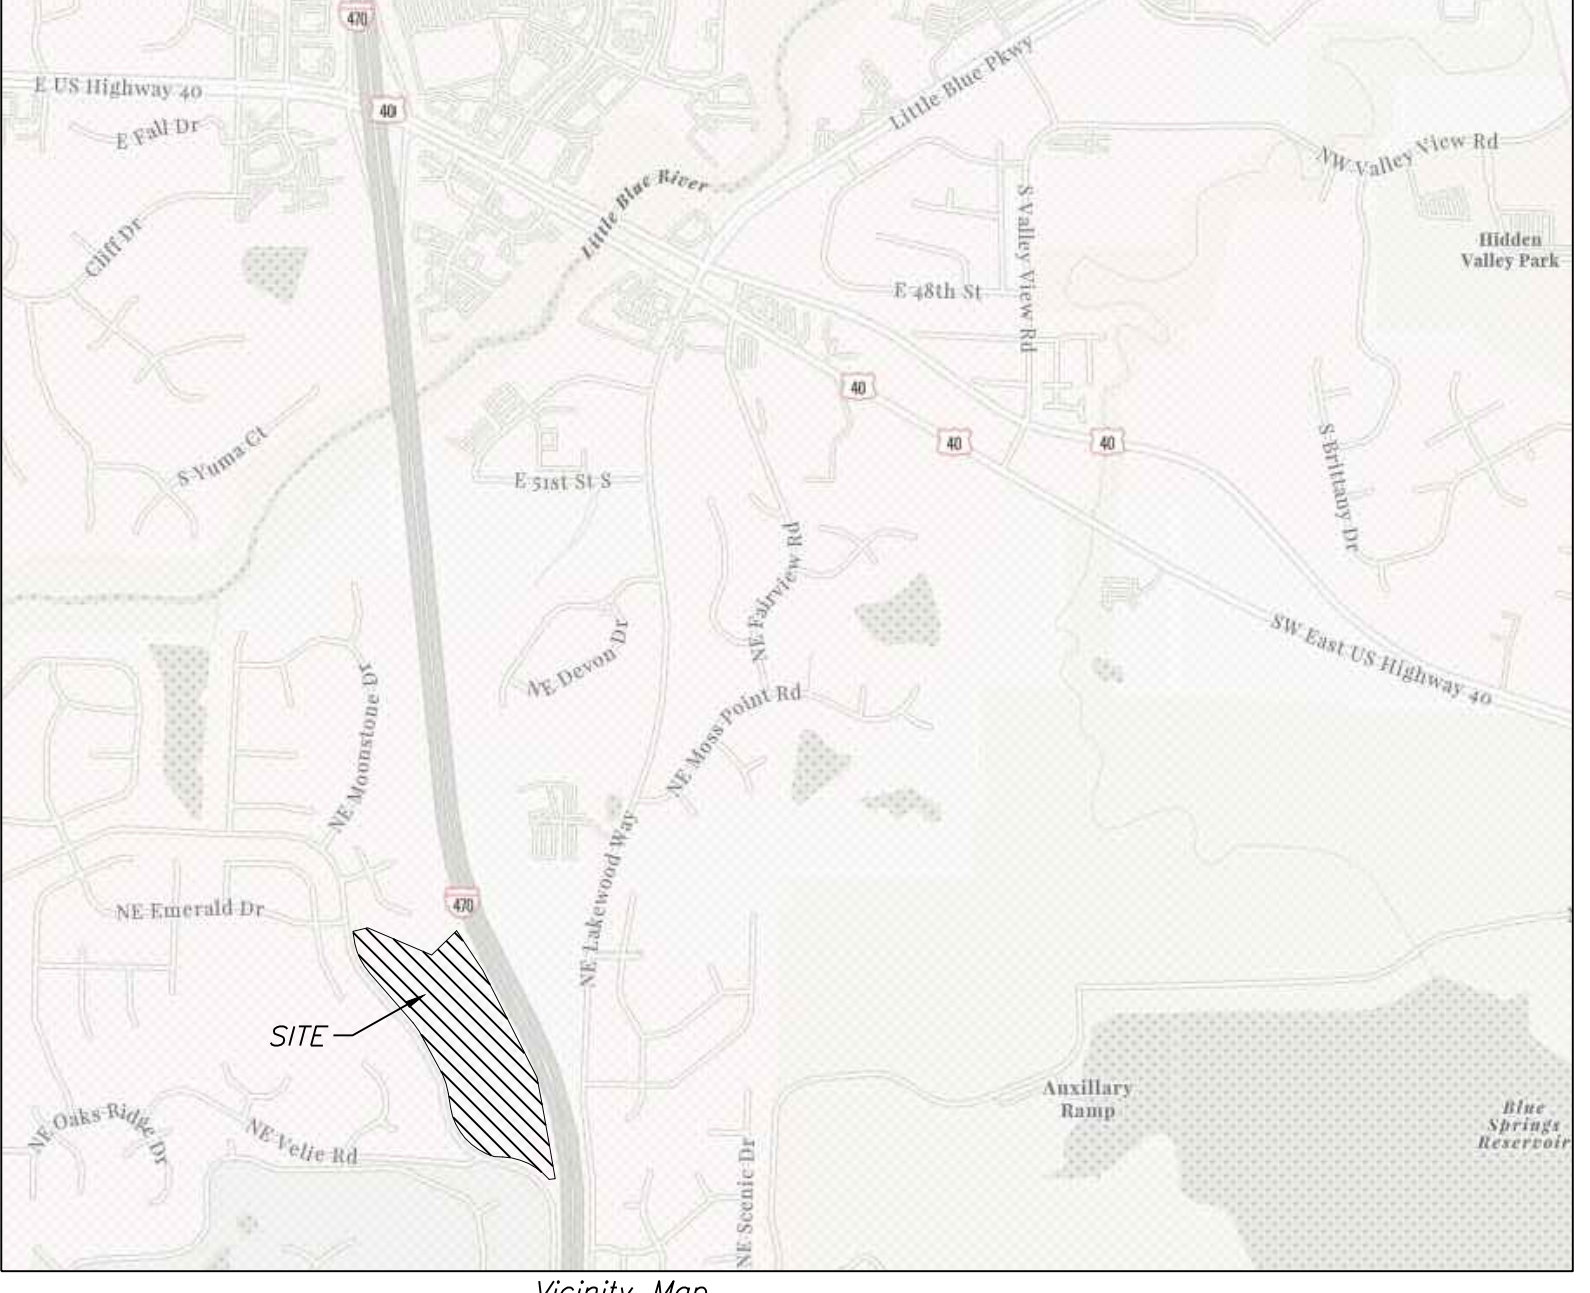 470
E US Highway 40
40
Little Blue Pkwy
E Fall Dr
NW Valley View Rd
Little Blue River
Cliff Dr
S Valley View Rd
Hidden
Valley Park
E 48th St
40
40
40
S Yuma Ct
E 51st St S
S Brittany Dr
NE Fairview Rd
NE Devon Dr
SW East US Highway 40
NE Moonstone Dr
NE Moss Point Rd
NE Lakewood Way
470
NE Emerald Dr
SITE
Auxillary
Ramp
Blue
Springs
Reservoir
NE Oaks Ridge Dr
NE Velie Rd
NE Scenic Dr
Vicinity Map